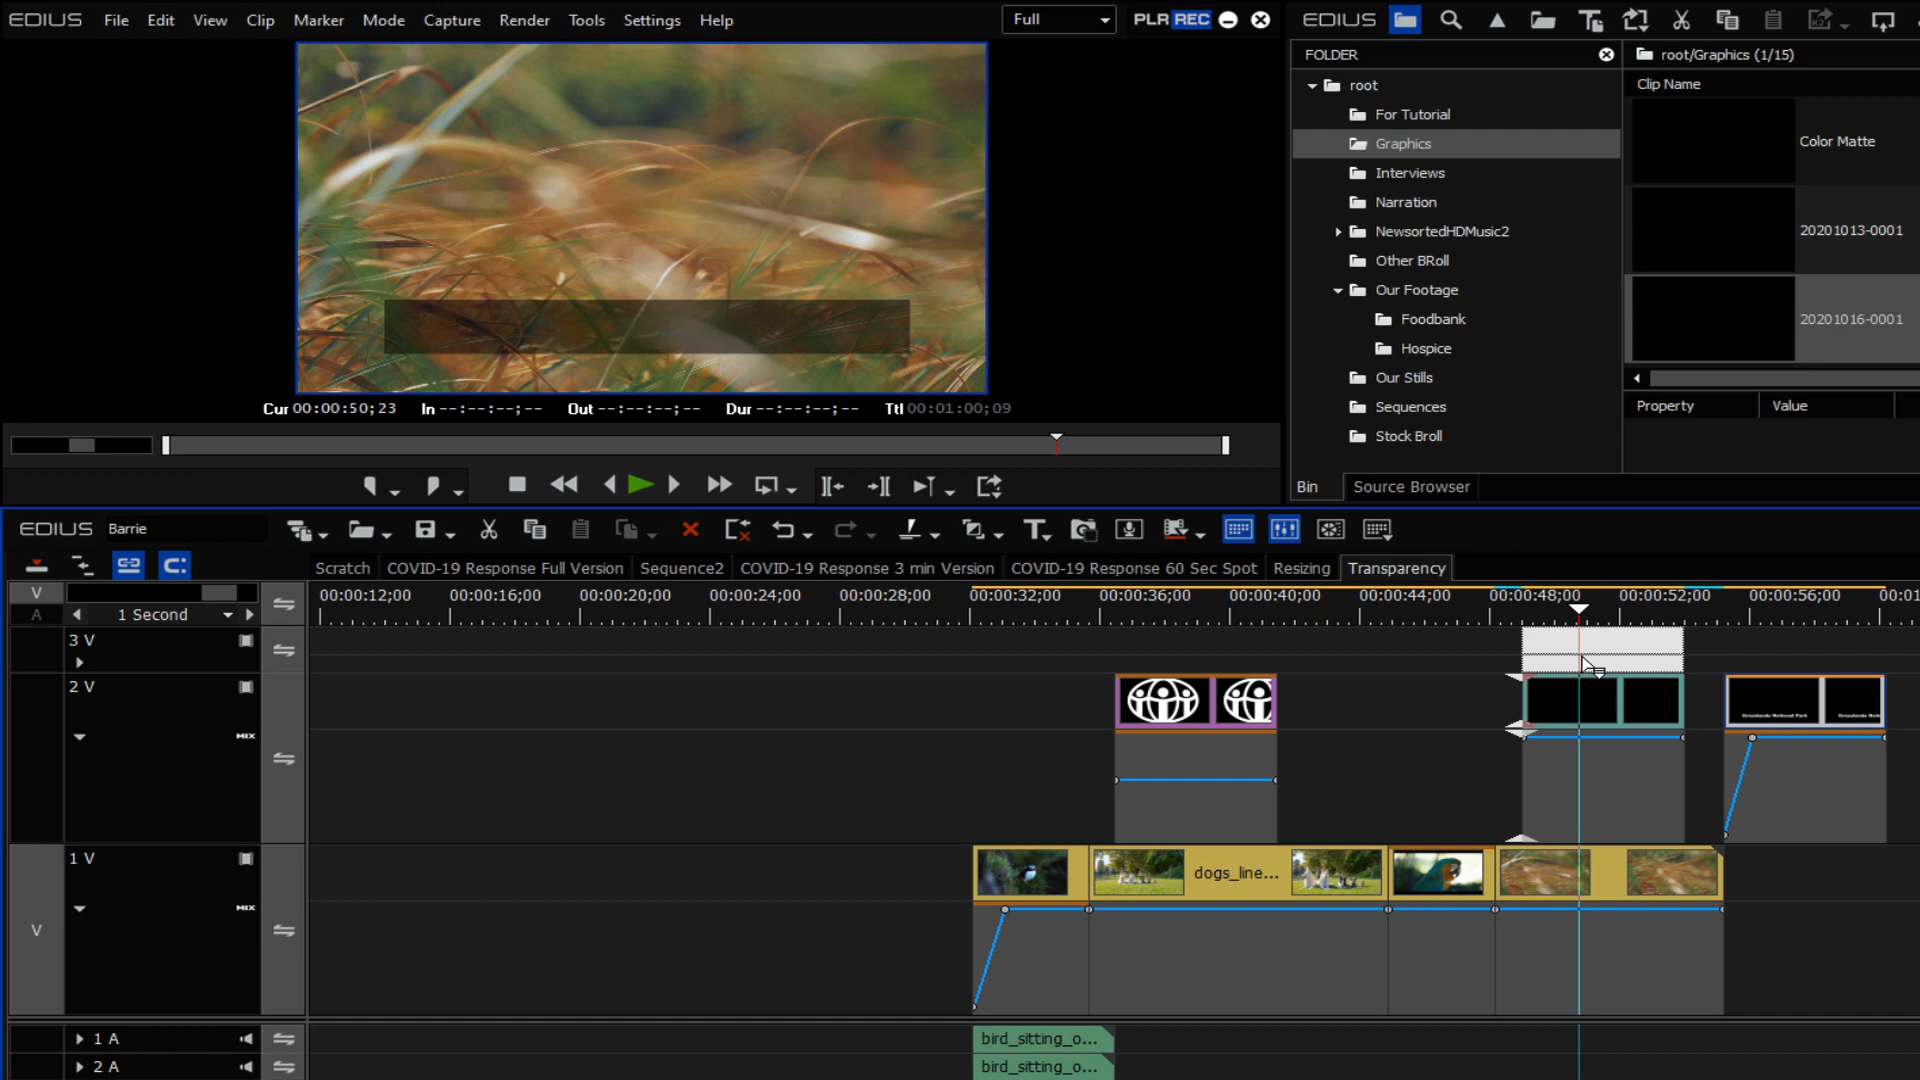 EDIUS File Edit View Clip Marker Mode Capture Render Tools Settings Help Full PLR REC EDIUS
FOLDER
root/Graphics (1/15)
root
Clip Name
For Tutorial
Graphics
Color Matte
Interviews
Narration
NewsortedHDMusic2
20201013-0001
Other BRoll
Our Footage
Foodbank
20201016-0001
Hospice
Our Stills
Sequences
Property Value
Stock Broll
Cur 00:00:50;23 In --:--:--;-- Out --:--:--;-- Dur --:--:--;-- Ttl 00:01:00;09
Bin Source Browser
EDIUS Barrie
Scratch COVID-19 Response Full Version Sequence2 COVID-19 Response 3 min Version COVID-19 Response 60 Sec Spot Resizing Transparency
V
A
1 Second
00:00:12;00 00:00:16;00 00:00:20;00 00:00:24;00 00:00:28;00 00:00:32;00 00:00:36;00 00:00:40;00 00:00:44;00 00:00:48;00 00:00:52;00 00:00:56;00 00:01
3 V
2 V
Grasslands National Park
MIX
1 V
dogs_line...
MIX
V
1 A
bird_sitting_o...
2 A
bird_sitting_o...